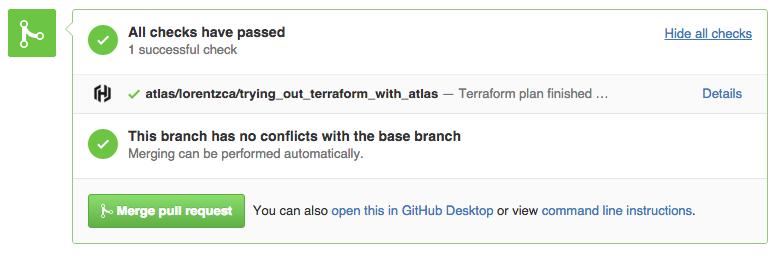 All checks have passed
Hide all checks
1 successful check
atlas/lorentzca/trying_out_terraform_with_atlas — Terraform plan finished ... Details
This branch has no conflicts with the base branch
Merging can be performed automatically.
Merge pull request You can also open this in GitHub Desktop or view command line instructions.